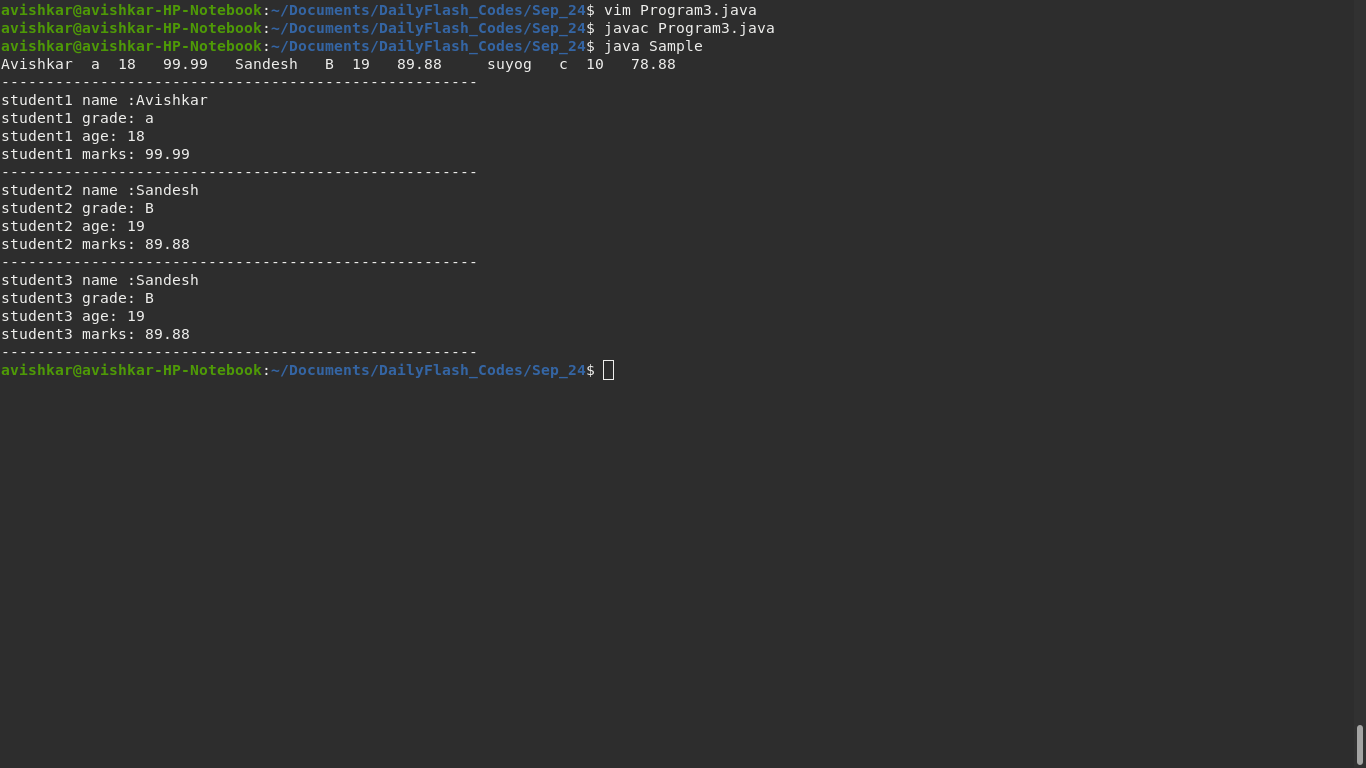 avishkar@avishkar-HP-Notebook:~/Documents/DailyFlash_Codes/Sep_24$ vim Program3.java
avishkar@avishkar-HP-Notebook:~/Documents/DailyFlash_Codes/Sep_24$ javac Program3.java
avishkar@avishkar-HP-Notebook:~/Documents/DailyFlash_Codes/Sep_24$ java Sample
Avishkar  a  18   99.99   Sandesh   B  19   89.88     suyog   c  10   78.88
-----------------------------------------------------
student1 name :Avishkar
student1 grade: a
student1 age: 18
student1 marks: 99.99
-----------------------------------------------------
student2 name :Sandesh
student2 grade: B
student2 age: 19
student2 marks: 89.88
-----------------------------------------------------
student3 name :Sandesh
student3 grade: B
student3 age: 19
student3 marks: 89.88
-----------------------------------------------------
avishkar@avishkar-HP-Notebook:~/Documents/DailyFlash_Codes/Sep_24$